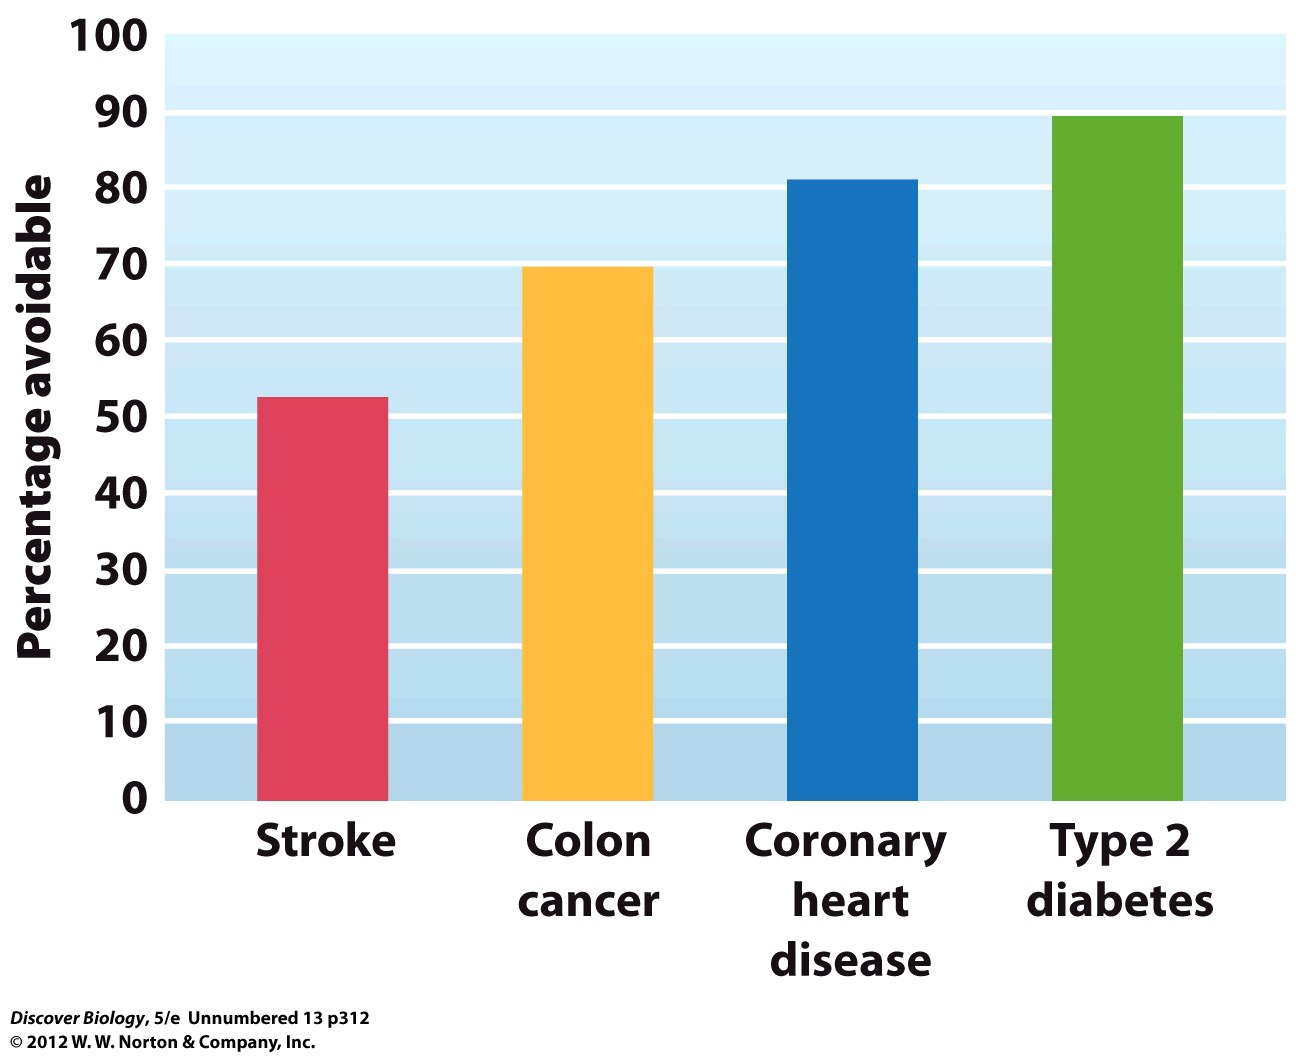 100
90
80
70
60
50
40
30
20
10
0
Percentage avoidable
Stroke
Colon
cancer
Coronary
heart
disease
Type 2
diabetes
Discover Biology, 5/e Unnumbered 13 p312
© 2012 W. W. Norton & Company, Inc.